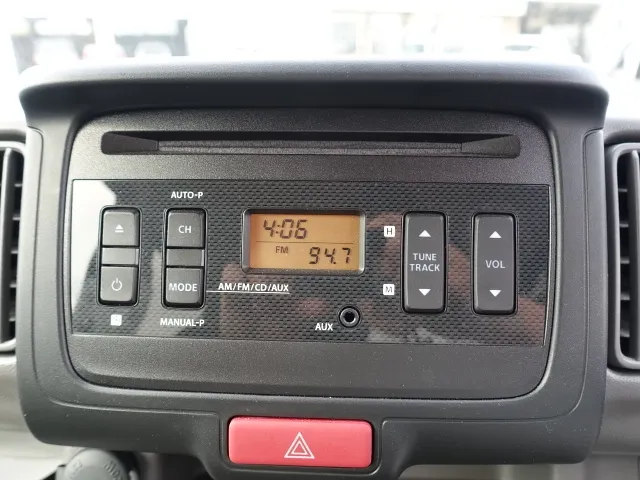 AUTO-P
CH
4:06
FM 94.7
H
TUNE
TRACK
VOL
MODE
AM/FM/CD/AUX
M
MANUAL-P
AUX